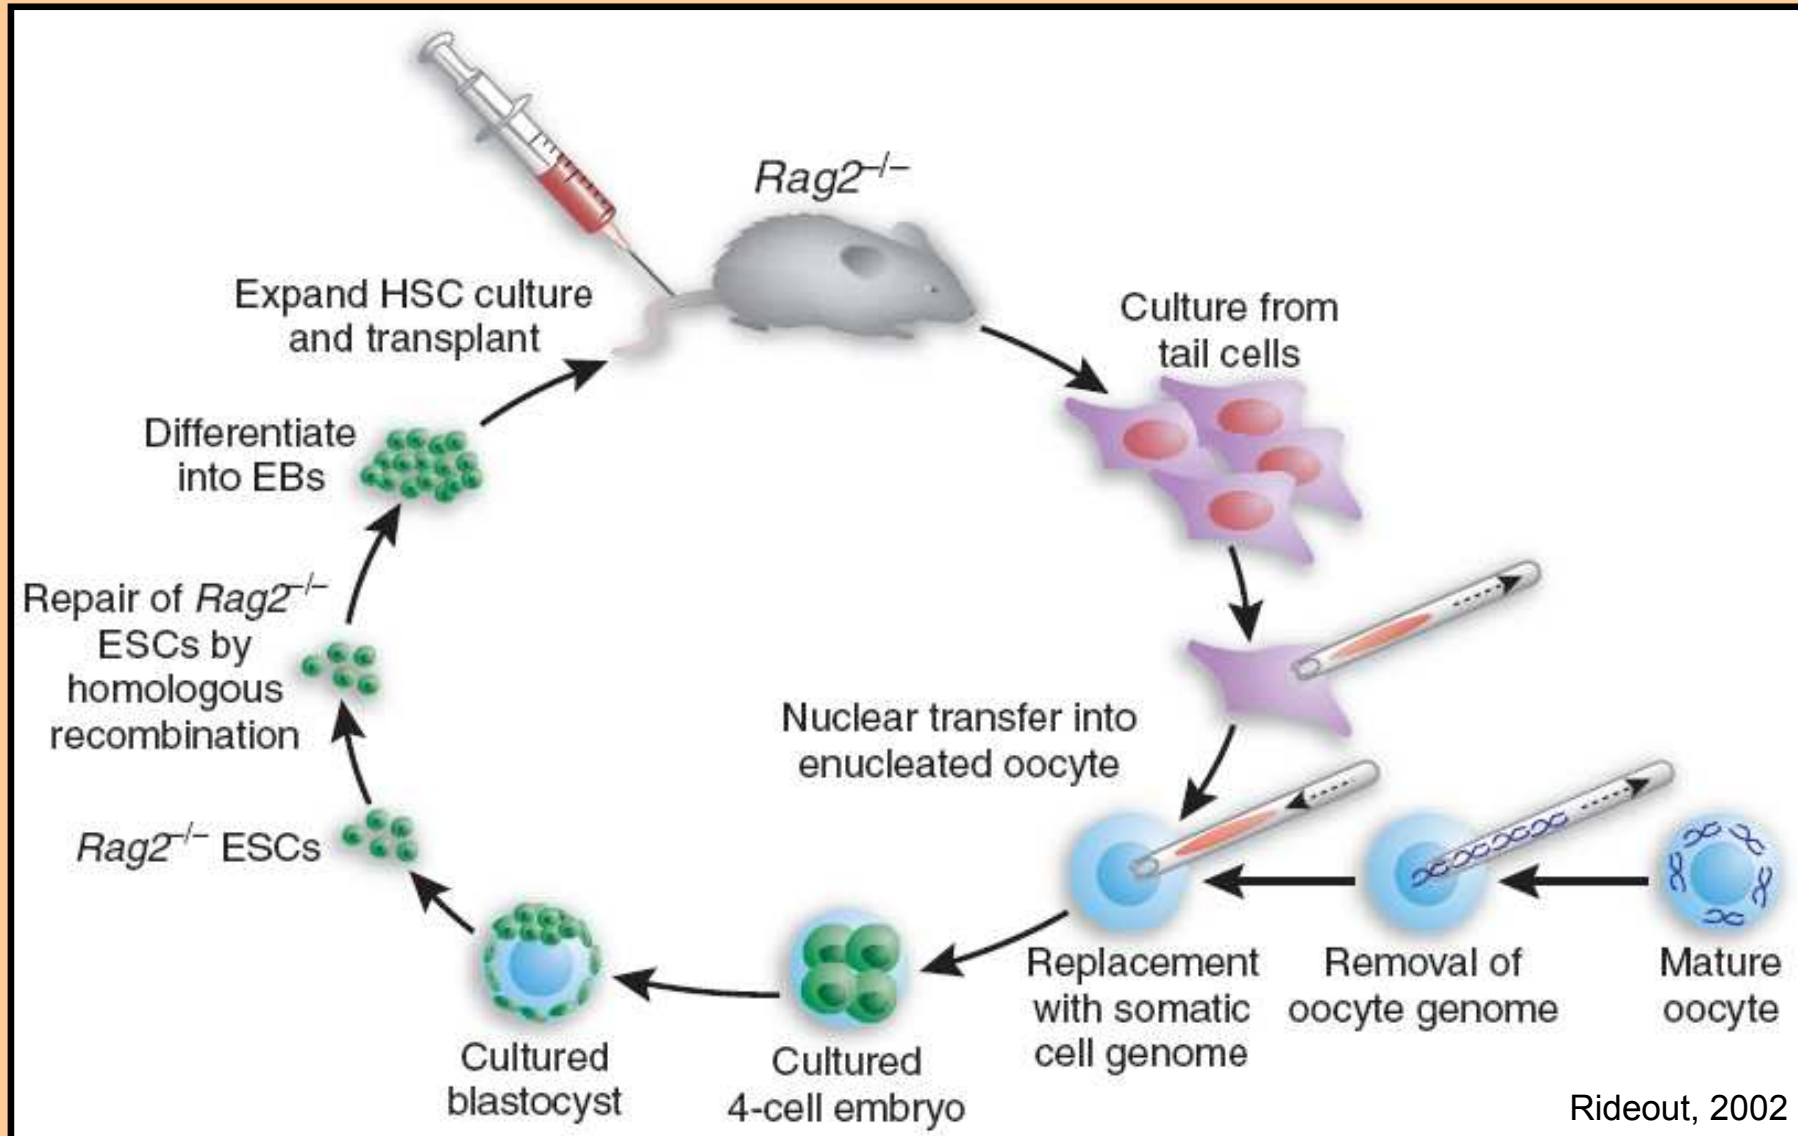 Rag2–/–
Expand HSC culture
and transplant
Culture from
tail cells
Differentiate
into EBs
Repair of Rag2–/–
ESCs by
homologous
recombination
Nuclear transfer into
enucleated oocyte
Rag2–/– ESCs
Replacement
with somatic
cell genome
Removal of
oocyte genome
Mature
oocyte
Cultured
blastocyst
Cultured
4-cell embryo
Rideout, 2002